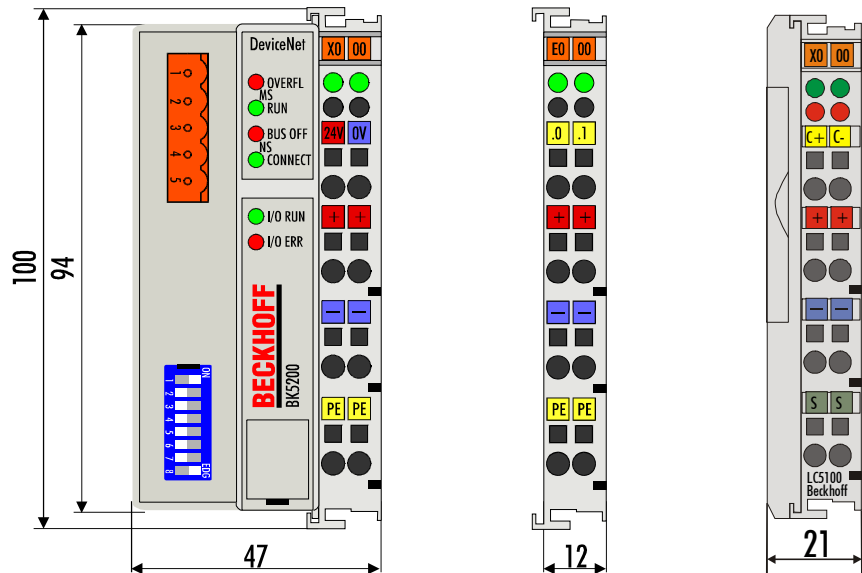 100
94
1
2
3
4
5
DeviceNet
OVERFL
MS
RUN
BUS OFF
NS
CONNECT
I/O RUN
I/O ERR
BECKHOFF
BK5200
ON
1
2
3
4
5
6
7
8
EDG
X0 00
24V 0V
+ +
− −
PE PE
47
E0 00
.0 .1
+ +
− −
PE PE
12
X0 00
C+ C-
+ +
− −
S S
LC5100
Beckhoff
21